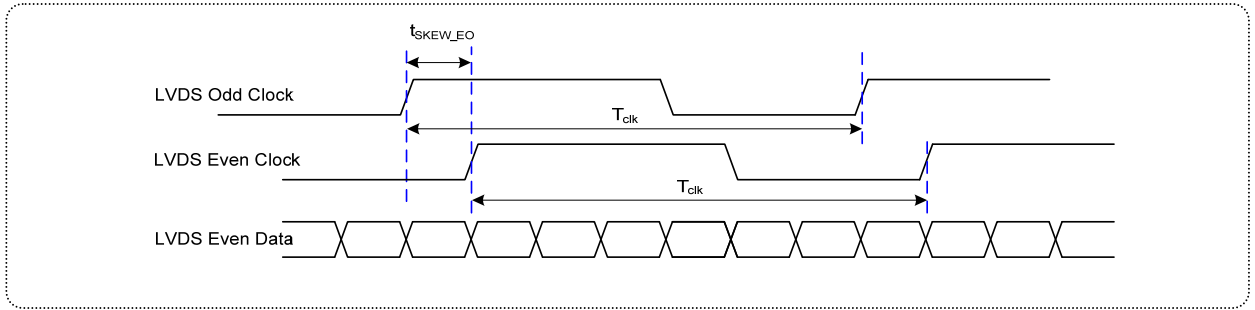 tSKEW_EO
LVDS Odd Clock
Tclk
LVDS Even Clock
Tclk
LVDS Even Data